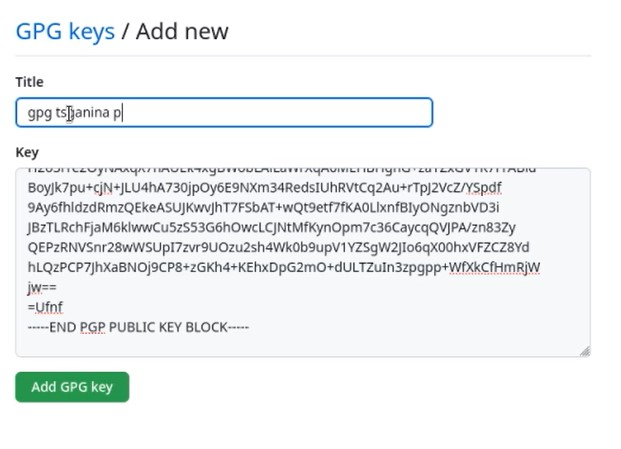 GPG keys / Add new
Title
gpg p
Key
BoyJk7pu+cjN+JLU4hA730jpOy6E9NXm34RedsIUhRVtCq2Au+rTpJ2VcZ/YSpdf
9Ay6fhldzdRmzQEkeASUJKwvJhT7FSbAT+wQt9etf7fKA0LlxnfBIyONgznbVD3i
JBzTLRchFjaM6klwwCu5zS53G6hOwcLCJNtMfKynOpm7c36CaycqQVJPA/zn83Zy
QEPzRNVSnr28wWSUpI7zvr9UOzu2sh4Wk0b9upV1YZSgW2JIo6qX00hxVFZCZ8Yd
hLQzPCP7JhXaBNOj9CP8+zGKh4+KEhxDpG2mO+dULTZuIn3zpgpp+WfXkCfHmRjW
jw==
=Ufnf
-----END PGP PUBLIC KEY BLOCK-----
Add GPG key